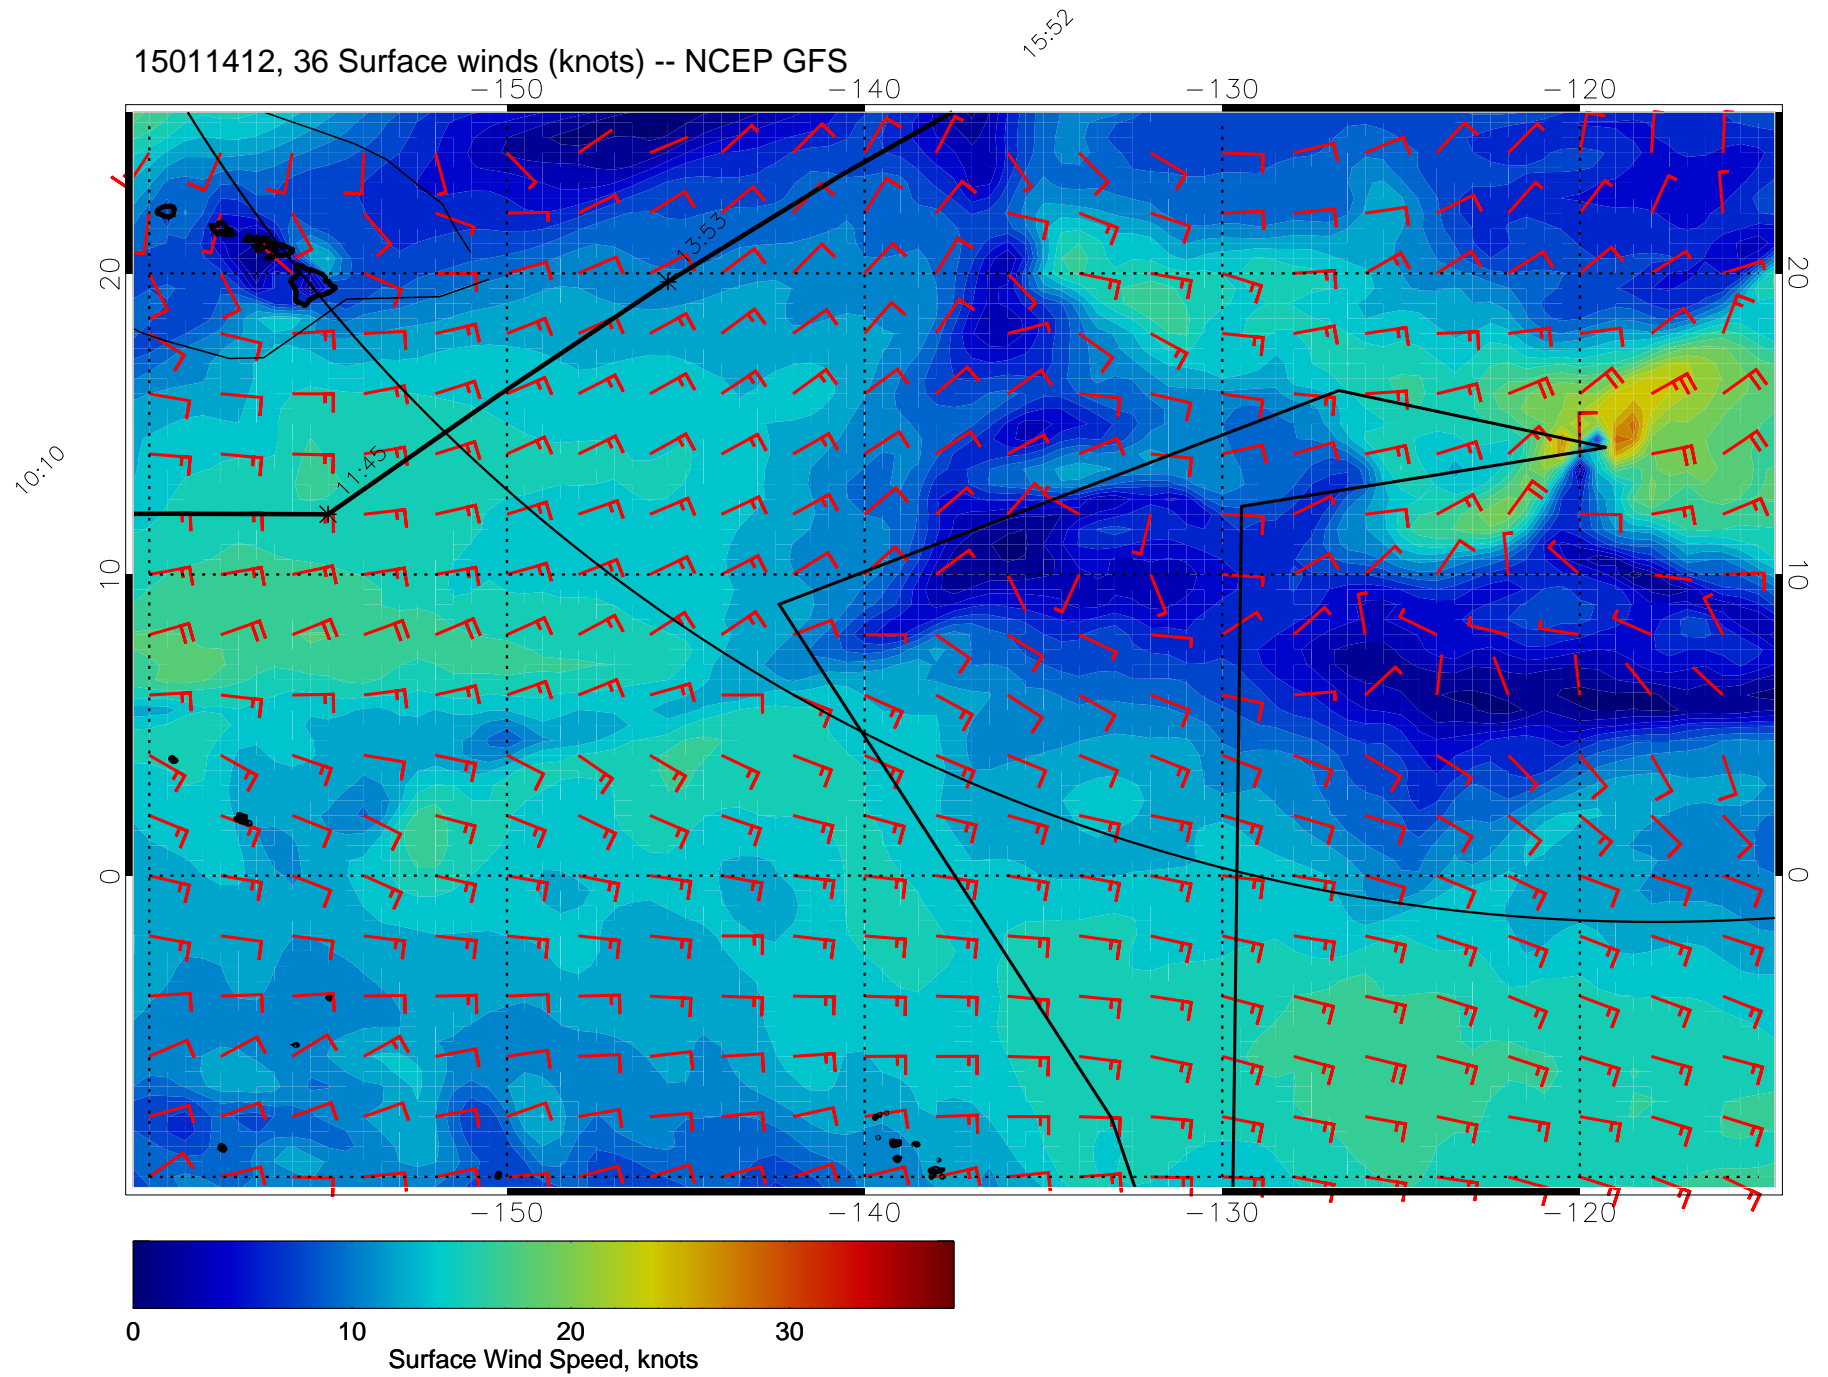 15:52
15011412, 36 Surface winds (knots) -- NCEP GFS
-150 -140 -130 -120
13:53
20 20
11:45
10:10
10 10
0 0
-150 -140 -130 -120
0 10 20 30
Surface Wind Speed, knots